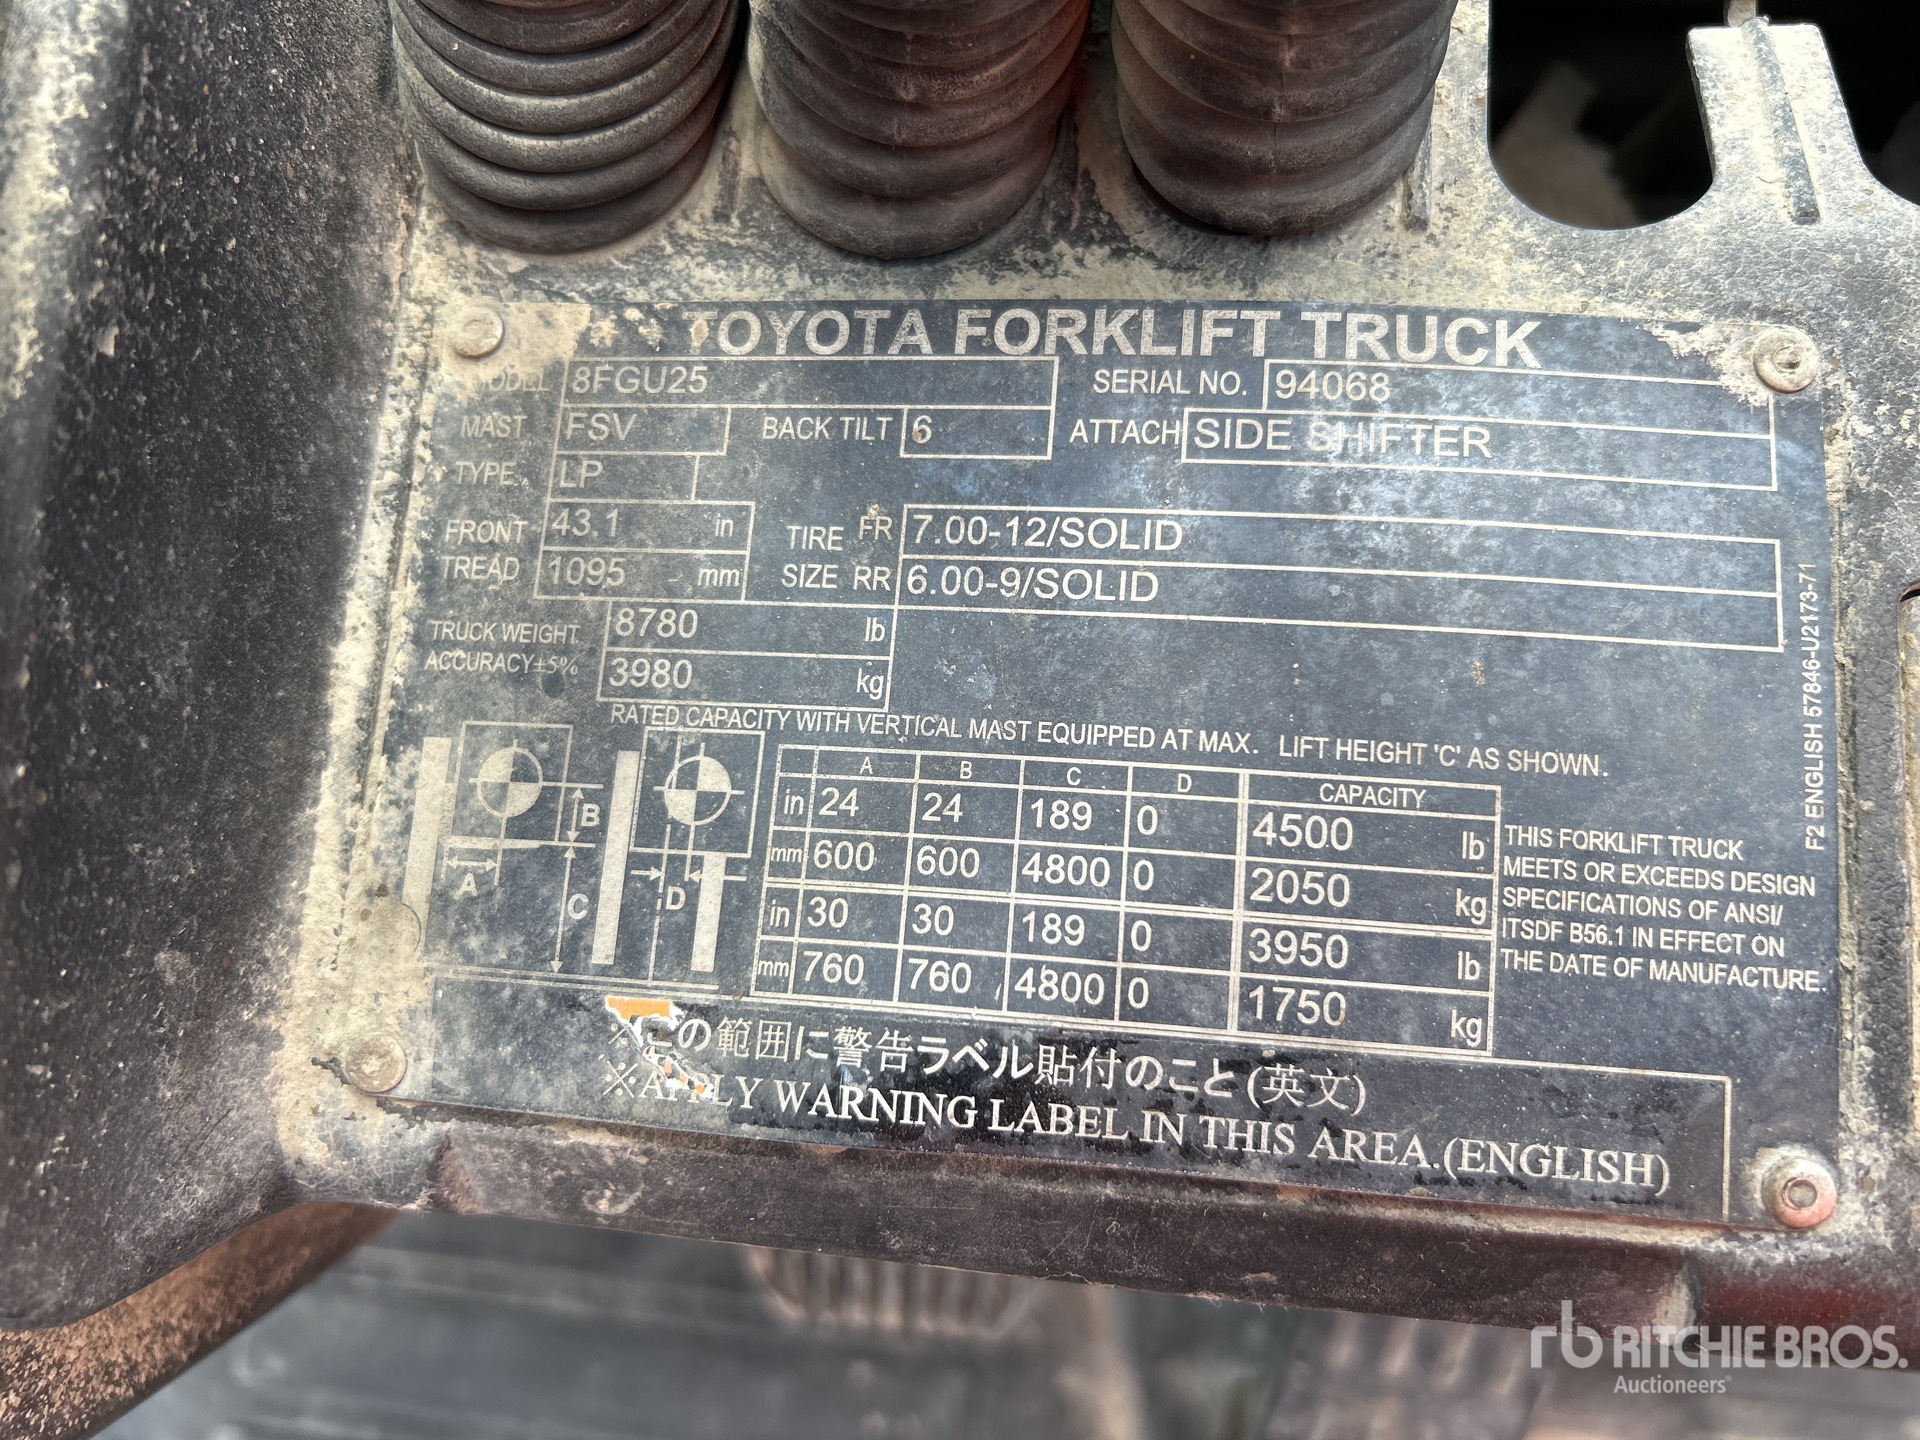 TOYOTA FORKLIFT TRUCK
MODEL 8FGU25 SERIAL NO. 94068
MAST FSV BACK TILT 6 ATTACH SIDE SHIFTER
TYPE LP
FRONT TREAD 43.1 in TIRE SIZE FR 7.00-12/SOLID
1095 mm RR 6.00-9/SOLID
TRUCK WEIGHT 8780 lb
ACCURACY±5% 3980 kg
RATED CAPACITY WITH VERTICAL MAST EQUIPPED AT MAX. LIFT HEIGHT 'C' AS SHOWN.
A B C D CAPACITY
in 24 24 189 0 4500 lb
mm 600 600 4800 0 2050 kg
in 30 30 189 0 3950 lb
mm 760 760 4800 0 1750 kg
B
A
C
D
THIS FORKLIFT TRUCK
MEETS OR EXCEEDS DESIGN
SPECIFICATIONS OF ANSI/
ITSDF B56.1 IN EFFECT ON
THE DATE OF MANUFACTURE.
F2 ENGLISH 57846-U2173-71
※この範囲に警告ラベル貼付のこと(英文)
※APPLY WARNING LABEL IN THIS AREA.(ENGLISH)
rb RITCHIE BROS.
Auctioneers